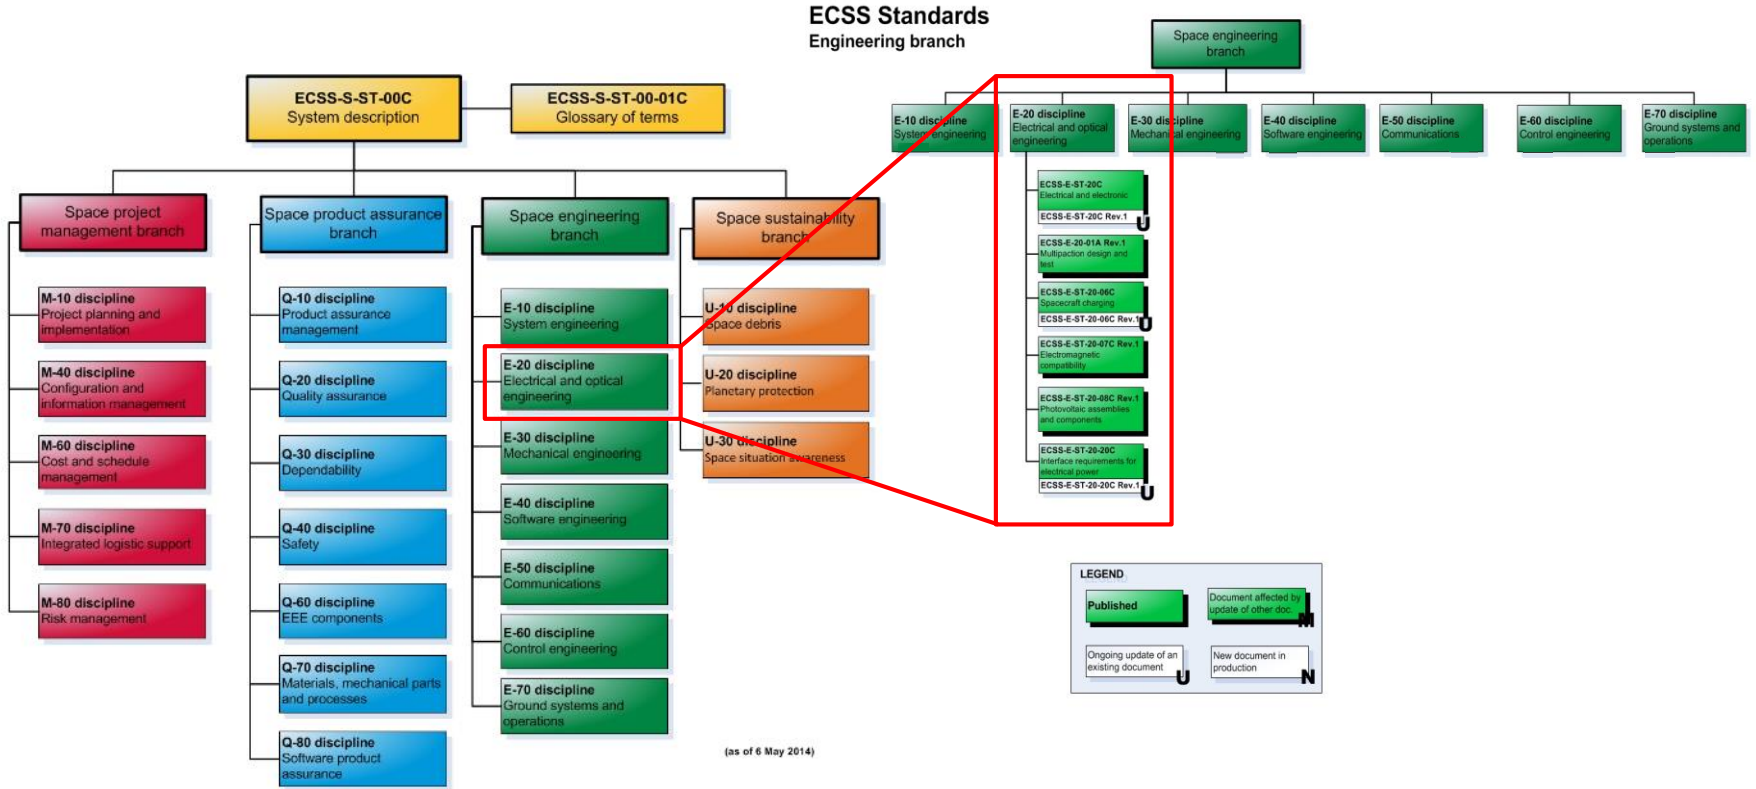 ECSS Standards
Engineering branch
ECSS-S-ST-00C
System description
ECSS-S-ST-00-01C
Glossary of terms
Space project
management branch
M-10 discipline
Project planning and
implementation
M-40 discipline
Configuration and
information management
M-60 discipline
Cost and schedule
management
M-70 discipline
Integrated logistic support
M-80 discipline
Risk management
Space product assurance
branch
Q-10 discipline
Product assurance
management
Q-20 discipline
Quality assurance
Q-30 discipline
Dependability
Q-40 discipline
Safety
Q-60 discipline
EEE components
Q-70 discipline
Materials, mechanical parts
and processes
Q-80 discipline
Software product
assurance
Space engineering
branch
E-10 discipline
System engineering
E-20 discipline
Electrical and optical
engineering
E-30 discipline
Mechanical engineering
E-40 discipline
Software engineering
E-50 discipline
Communications
E-60 discipline
Control engineering
E-70 discipline
Ground systems and
operations
Space sustainability
branch
U-10 discipline
Space debris
U-20 discipline
Planetary protection
U-30 discipline
Space situation awareness
(as of 6 May 2014)
Space engineering
branch
E-10 discipline
System engineering
E-20 discipline
Electrical and optical
engineering
E-30 discipline
Mechanical engineering
E-40 discipline
Software engineering
E-50 discipline
Communications
E-60 discipline
Control engineering
E-70 discipline
Ground systems and
operations
ECSS-E-ST-20C
Electrical and electronic
ECSS-E-ST-20C Rev.1
U
ECSS-E-20-01A Rev.1
Multipaction design and
test
ECSS-E-ST-20-06C
Spacecraft charging
ECSS-E-ST-20-06C Rev.1
U
ECSS-E-ST-20-07C Rev.1
Electromagnetic
compatibility
ECSS-E-ST-20-08C Rev.1
Photovoltaic assemblies
and components
ECSS-E-ST-20-20C
Interface requirements for
electrical power
ECSS-E-ST-20-20C Rev.1
U
LEGEND
Published
Document affected by
update of other doc.
M
Ongoing update of an
existing document
U
New document in
production
N